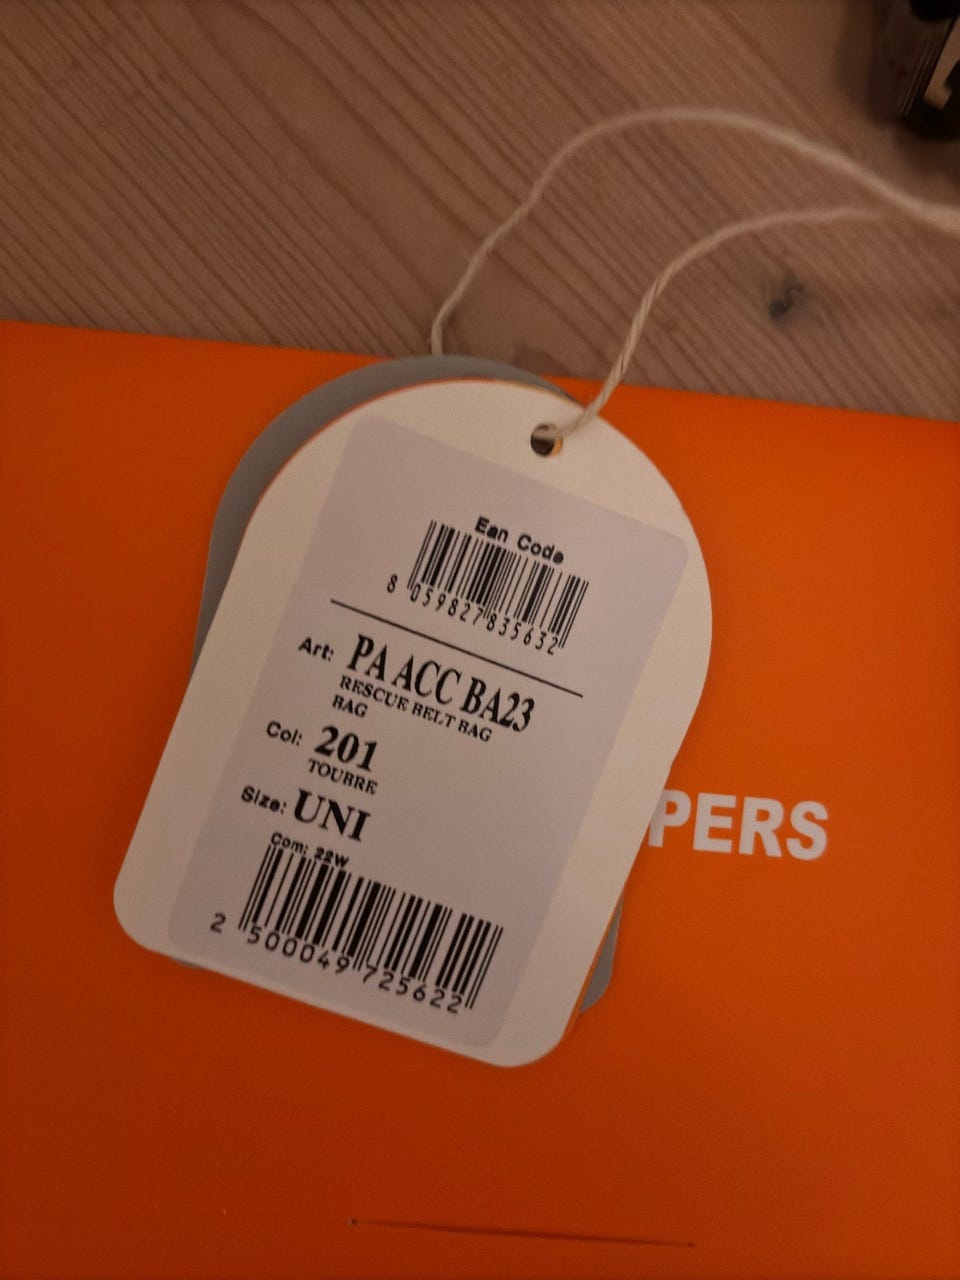 Ean Code
8 059827 835632
Art: PA ACC BA23
RESCUE BELT BAG
BAG
Col: 201
TOUBRE
Size: UNI
Com: 22W
2 500049 725622
PERS